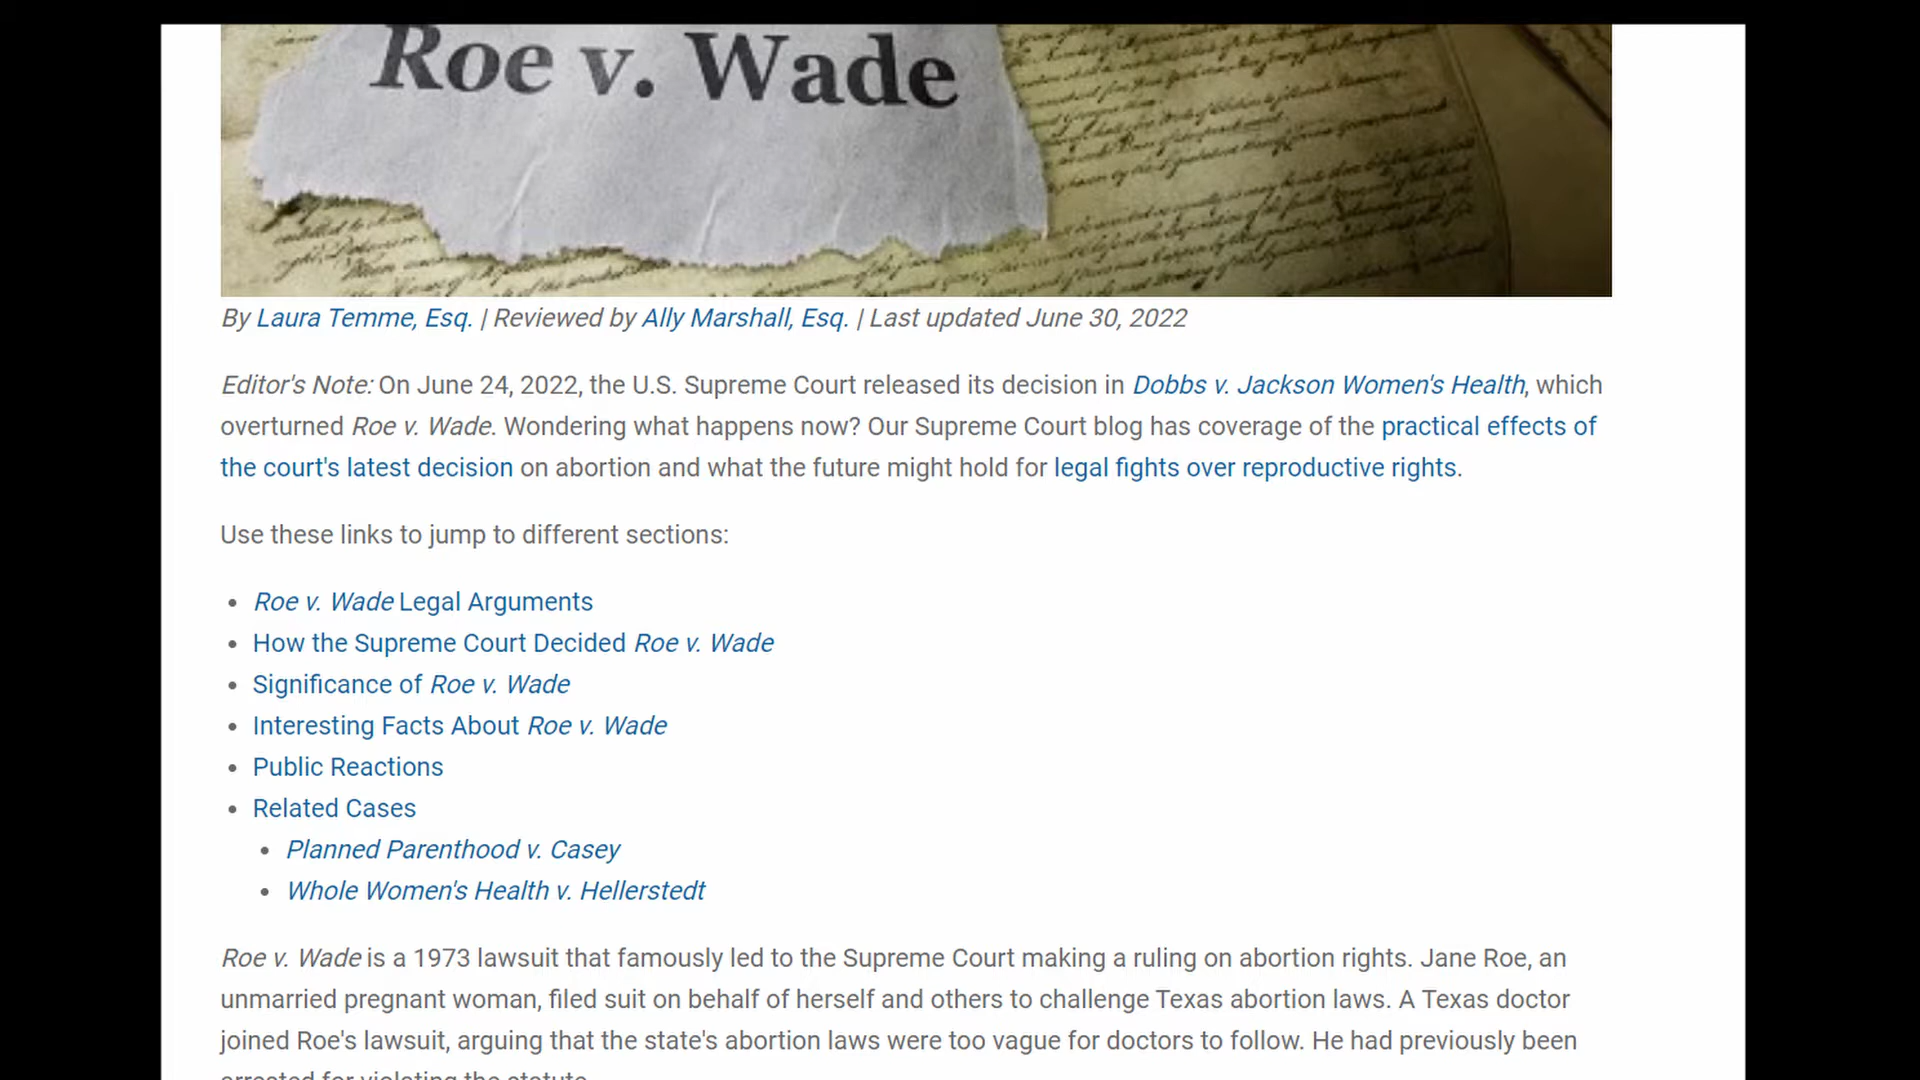 Roe v. Wade
By Laura Temme, Esq. | Reviewed by Ally Marshall, Esq. | Last updated June 30, 2022
Editor's Note: On June 24, 2022, the U.S. Supreme Court released its decision in Dobbs v. Jackson Women's Health, which
overturned Roe v. Wade. Wondering what happens now? Our Supreme Court blog has coverage of the practical effects of
the court's latest decision on abortion and what the future might hold for legal fights over reproductive rights.
Use these links to jump to different sections:
• Roe v. Wade Legal Arguments
• How the Supreme Court Decided Roe v. Wade
• Significance of Roe v. Wade
• Interesting Facts About Roe v. Wade
• Public Reactions
• Related Cases
• Planned Parenthood v. Casey
• Whole Women's Health v. Hellerstedt
Roe v. Wade is a 1973 lawsuit that famously led to the Supreme Court making a ruling on abortion rights. Jane Roe, an
unmarried pregnant woman, filed suit on behalf of herself and others to challenge Texas abortion laws. A Texas doctor
joined Roe's lawsuit, arguing that the state's abortion laws were too vague for doctors to follow. He had previously been
arrested for violating the statute.